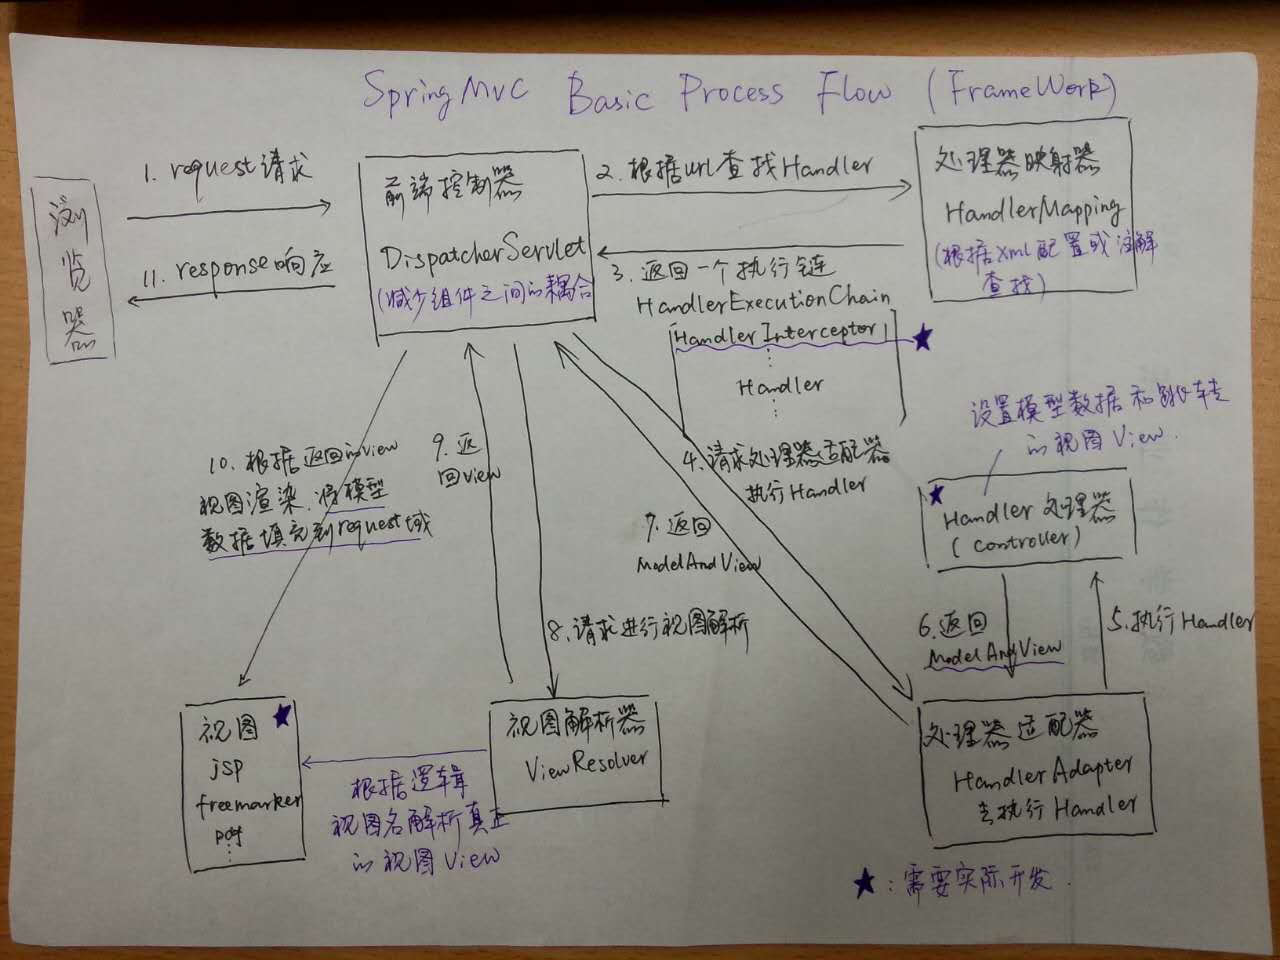 SpringMVC Basic Process Flow (FrameWork)
浏览器
1. request请求
11. response响应
前端控制器
DispatcherServlet
(减少组件之间的耦合)
2. 根据url查找Handler
3. 返回一个执行链
HandlerExecutionChain
HandlerInterceptor
⋮
Handler
⋮
处理器映射器
HandlerMapping
(根据xml配置或注解
查找)
4. 请求处理器适配器
执行Handler
设置模型数据和跳转
的视图View.
★
Handler 处理器
(controller)
5. 执行Handler
6. 返回
ModelAndView
处理器适配器
HandlerAdapter
去执行Handler
7. 返回
ModelAndView
8. 请求进行视图解析
视图解析器
ViewResolver
9. 返
回view
10. 根据返回的view
视图渲染, 将模型
数据填充到request域
根据逻辑
视图名解析真正
的视图View
视图 ★
jsp
freemarker
pdf
⋮
★: 需要实际开发.